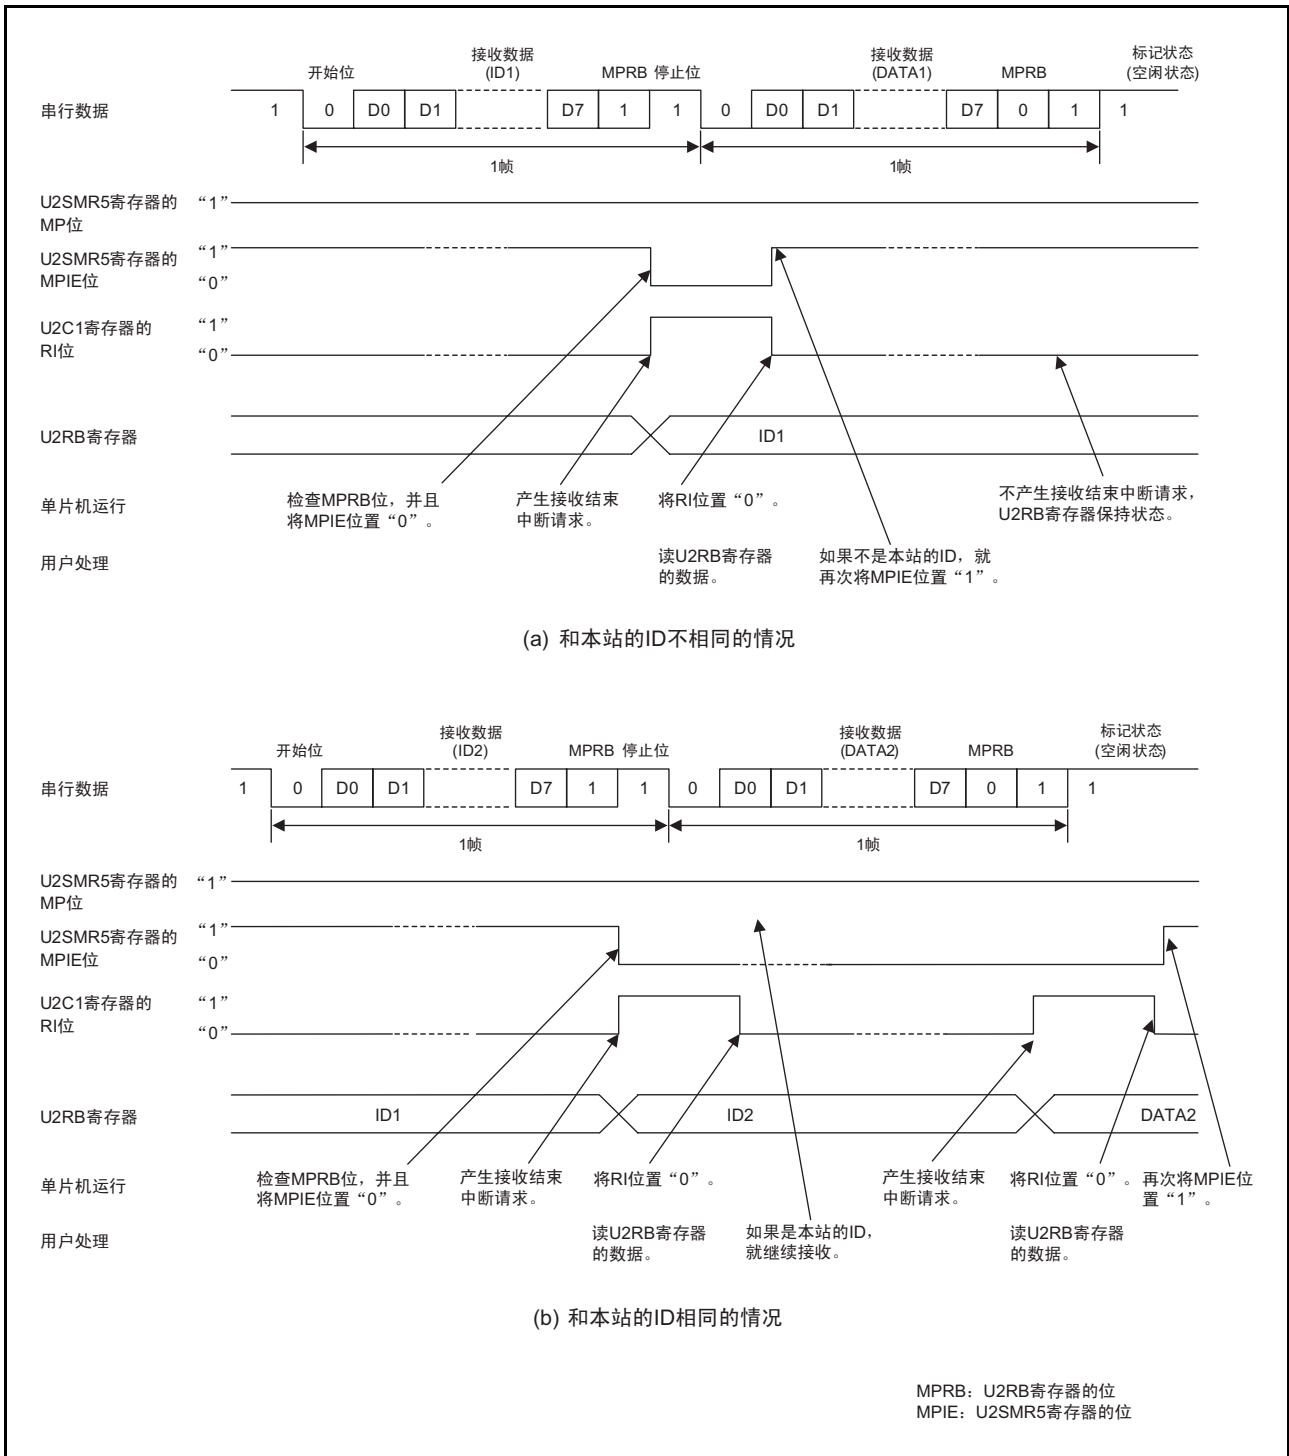 接收数据
(ID1)
接收数据
(DATA1)
标记状态
(空闲状态)
开始位 MPRB 停止位 MPRB
串行数据 1 0 D0 D1 D7 1 1 0 D0 D1 D7 0 1 1
1帧 1帧
U2SMR5寄存器的
MP位
“1”
U2SMR5寄存器的
MPIE位
“1”
“0”
U2C1寄存器的
RI位
“1”
“0”
U2RB寄存器 ID1
单片机运行
检查MPRB位，并且
将MPIE位置“0”。
产生接收结束
中断请求。
将RI位置“0”。
不产生接收结束中断请求，
U2RB寄存器保持状态。
用户处理
读U2RB寄存器
的数据。
如果不是本站的ID，就
再次将MPIE位置“1”。
(a) 和本站的ID不相同的情况
接收数据
(ID2)
接收数据
(DATA2)
标记状态
(空闲状态)
开始位 MPRB 停止位 MPRB
串行数据 1 0 D0 D1 D7 1 1 0 D0 D1 D7 0 1 1
1帧 1帧
U2SMR5寄存器的
MP位
“1”
U2SMR5寄存器的
MPIE位
“1”
“0”
U2C1寄存器的
RI位
“1”
“0”
U2RB寄存器 ID1 ID2 DATA2
单片机运行
检查MPRB位，并且
将MPIE位置“0”。
产生接收结束
中断请求。
将RI位置“0”。
产生接收结束
中断请求。
将RI位置“0”。
再次将MPIE位
置“1”。
用户处理
读U2RB寄存器
的数据。
如果是本站的ID，
就继续接收。
读U2RB寄存器
的数据。
(b) 和本站的ID相同的情况
MPRB：U2RB寄存器的位
MPIE：U2SMR5寄存器的位